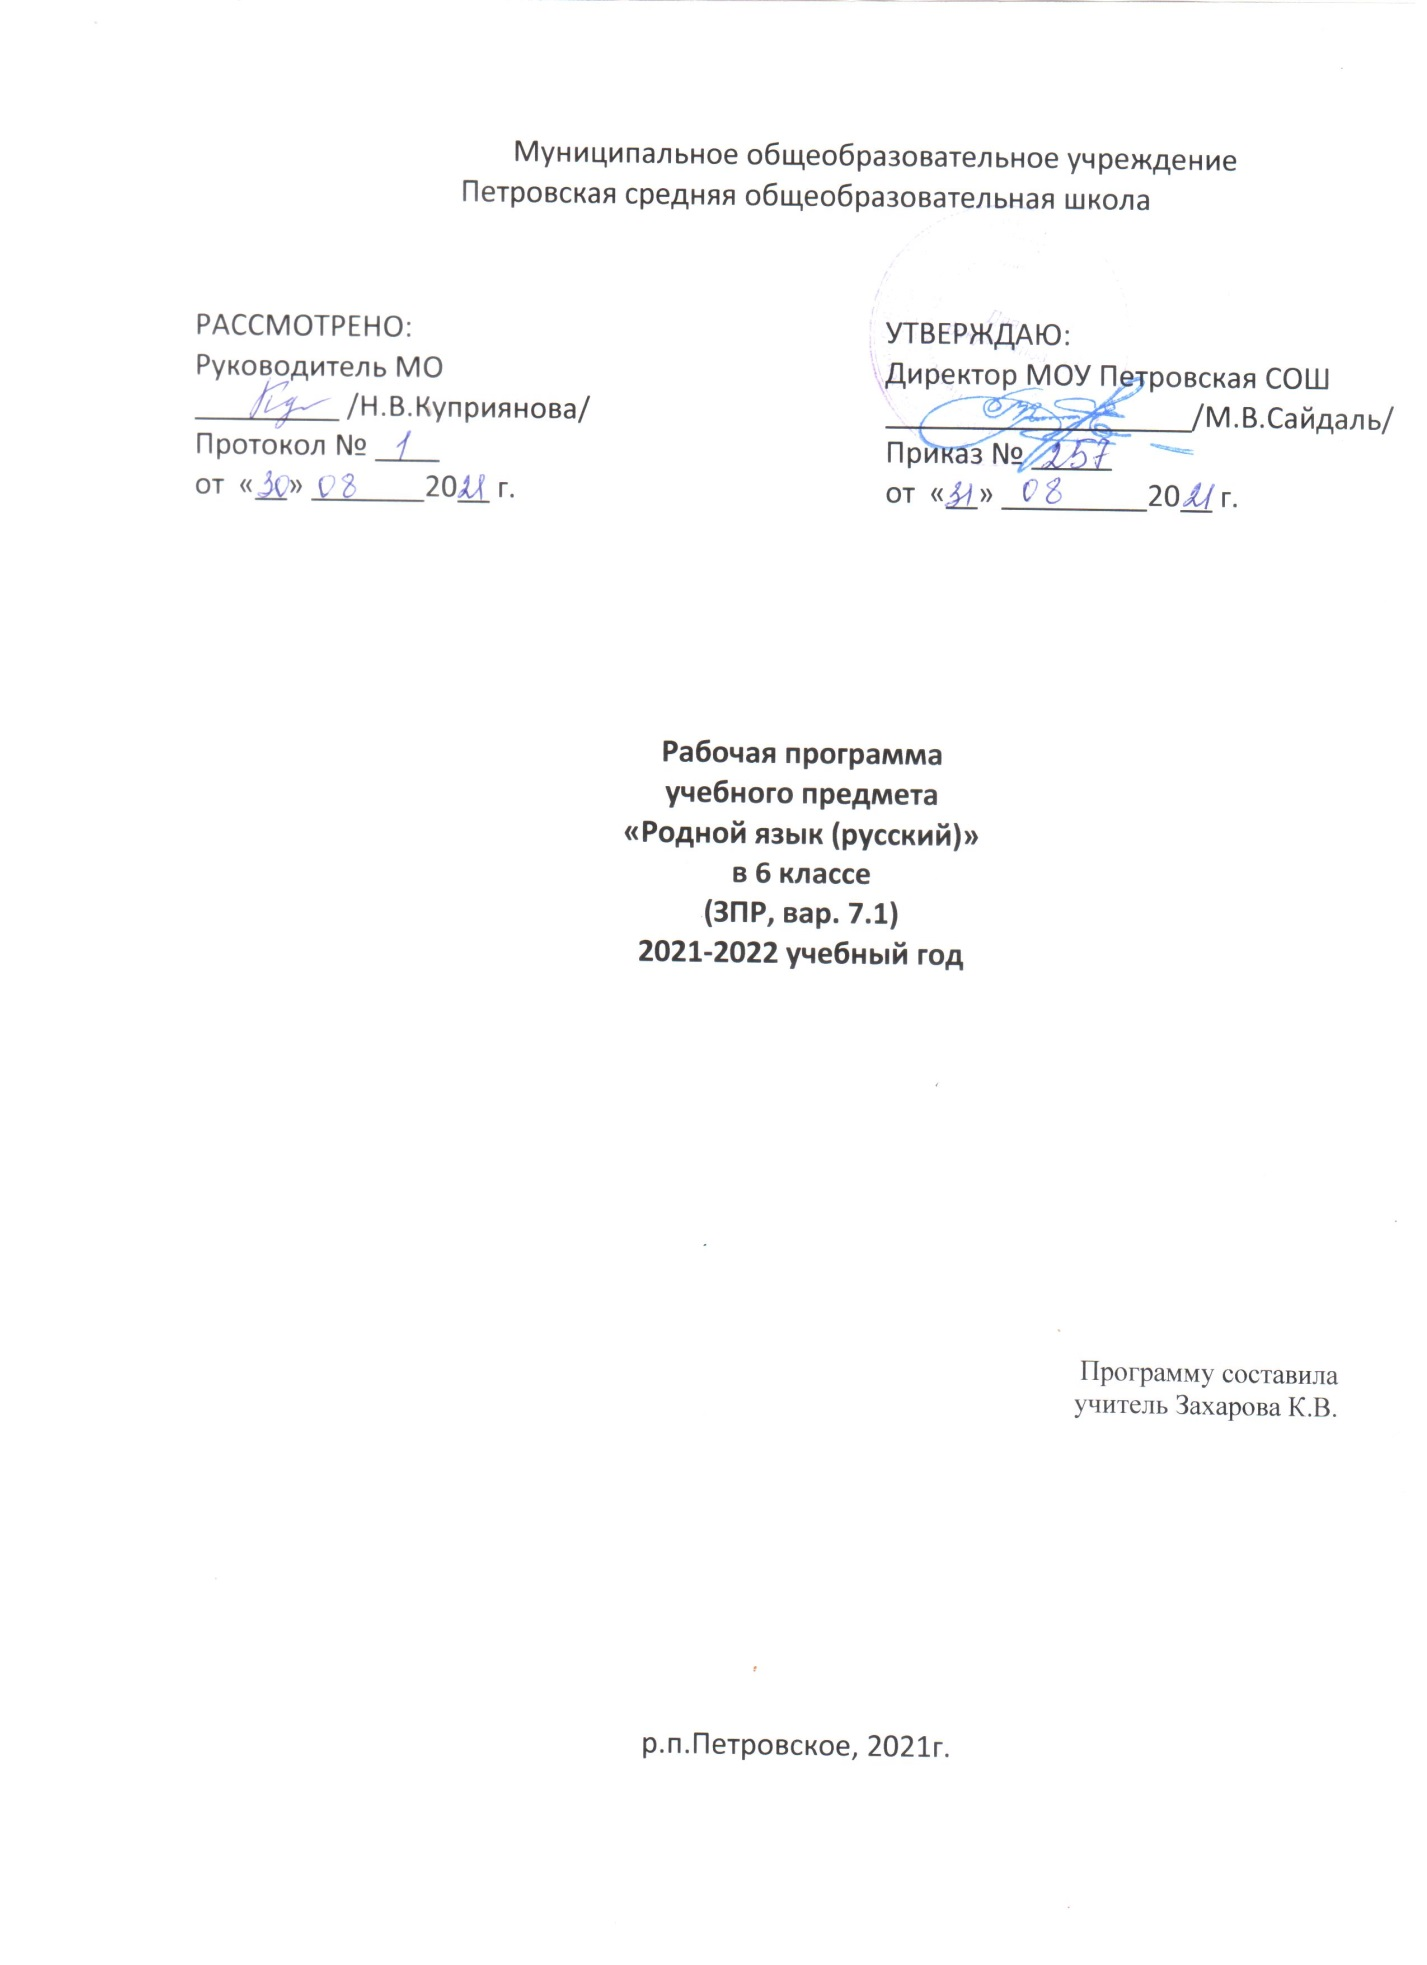 Муниципальное общеобразовательное учреждение
Петровская средняя общеобразовательная школа
РАССМОТРЕНО:
Руководитель МО
_________ /Н.В.Куприянова/
Протокол № 1
от «30» 08 2021 г.
УТВЕРЖДАЮ:
Директор МОУ Петровская СОШ
___________________/М.В.Сайдаль/
Приказ № 257
от «31» 08 2021 г.
Рабочая программа
учебного предмета
«Родной язык (русский)»
в 6 классе
(ЗПР, вар. 7.1)
2021-2022 учебный год
Программу составила
учитель Захарова К.В.
р.п.Петровское, 2021г.